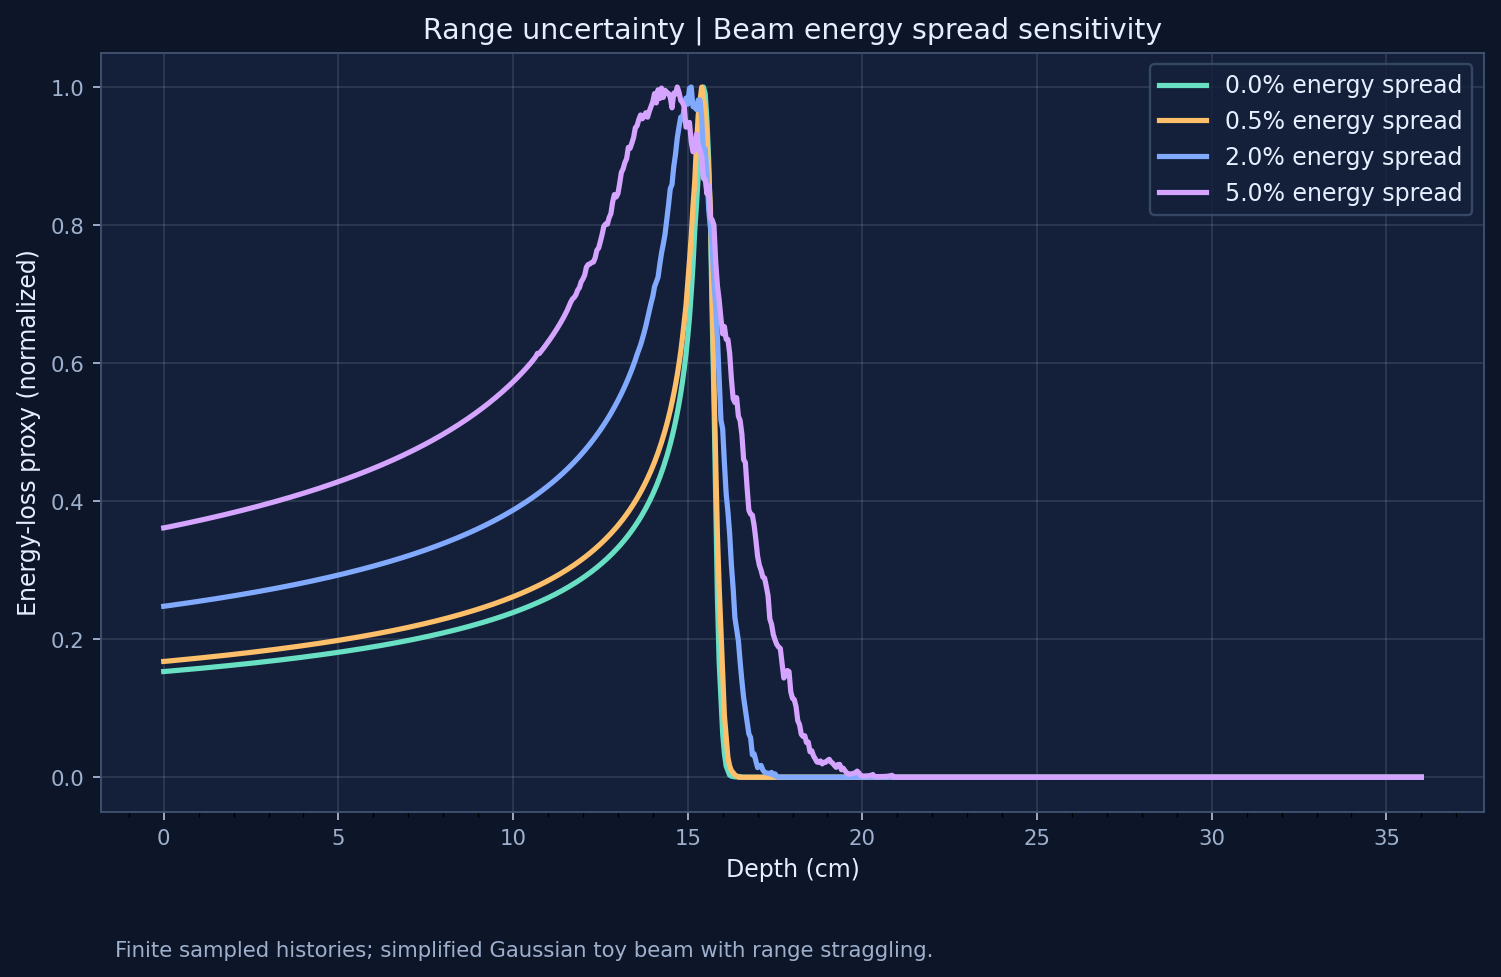 Range uncertainty | Beam energy spread sensitivity
0.0% energy spread
0.5% energy spread
2.0% energy spread
5.0% energy spread
Energy-loss proxy (normalized)
1.0
0.8
0.6
0.4
0.2
0.0
0 5 10 15 20 25 30 35
Depth (cm)
Finite sampled histories; simplified Gaussian toy beam with range straggling.